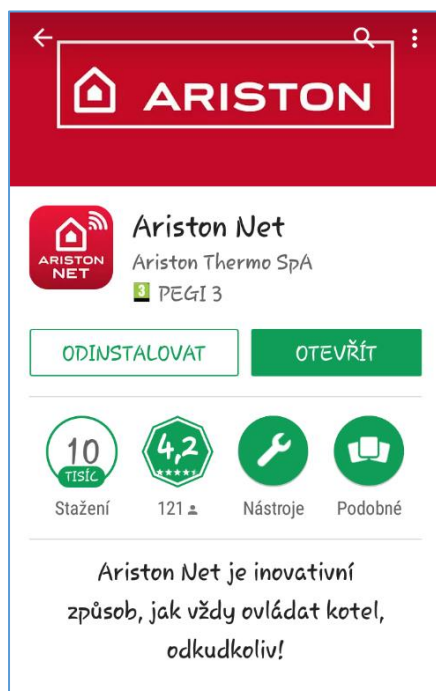 ARISTON
ARISTON
NET
Ariston Net
Ariston Thermo SpA
3 PEGI 3
ODINSTALOVAT
OTEVŘÍT
10
TISÍC
Stažení
4,2
121
Nástroje
Podobné
Ariston Net je inovativní
způsob, jak vždy ovládat kotel,
odkudkoliv!